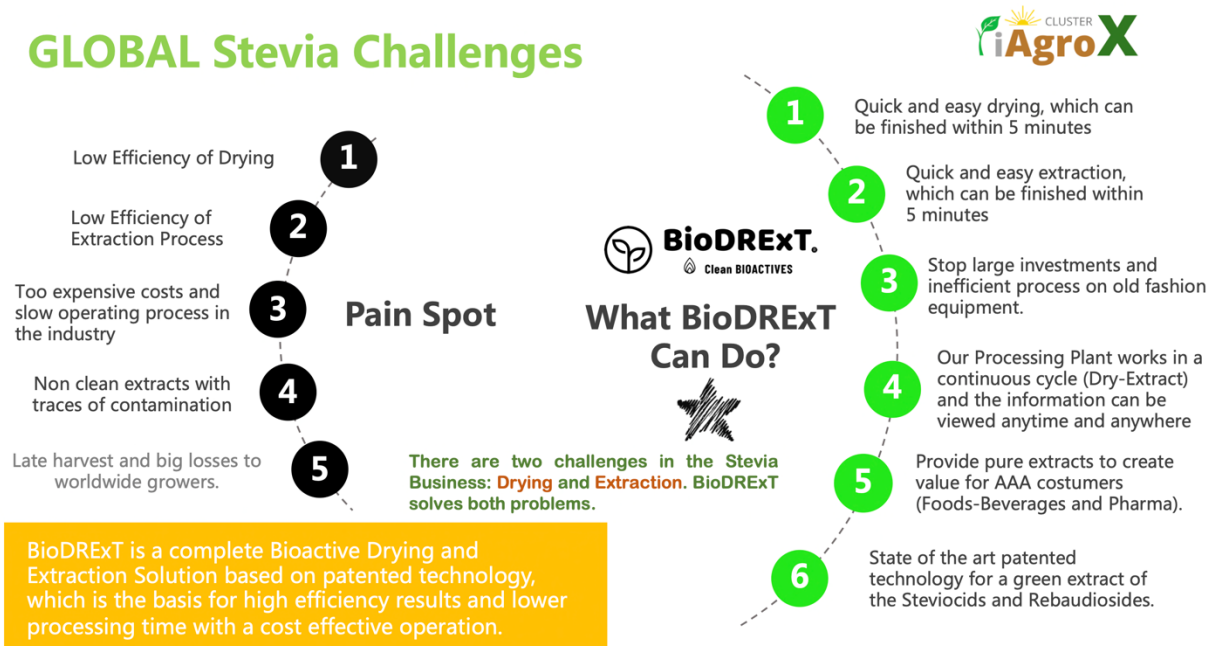 GLOBAL Stevia Challenges
CLUSTER
iAgroX
1
Low Efficiency of Drying
2
Low Efficiency of
Extraction Process
3
Too expensive costs and
slow operating process in
the industry
4
Non clean extracts with
traces of contamination
5
Late harvest and big losses to
worldwide growers.
Pain Spot
BioDRExT®
Clean BIOACTIVES
What BioDRExT
Can Do?
There are two challenges in the Stevia
Business: Drying and Extraction. BioDRExT
solves both problems.
1
Quick and easy drying, which can
be finished within 5 minutes
2
Quick and easy extraction,
which can be finished within
5 minutes
3
Stop large investments and
inefficient process on old fashion
equipment.
4
Our Processing Plant works in a
continuous cycle (Dry-Extract)
and the information can be
viewed anytime and anywhere
5
Provide pure extracts to create
value for AAA costumers
(Foods-Beverages and Pharma).
6
State of the art patented
technology for a green extract of
the Steviocids and Rebaudiosides.
BioDRExT is a complete Bioactive Drying and
Extraction Solution based on patented technology,
which is the basis for high efficiency results and lower
processing time with a cost effective operation.